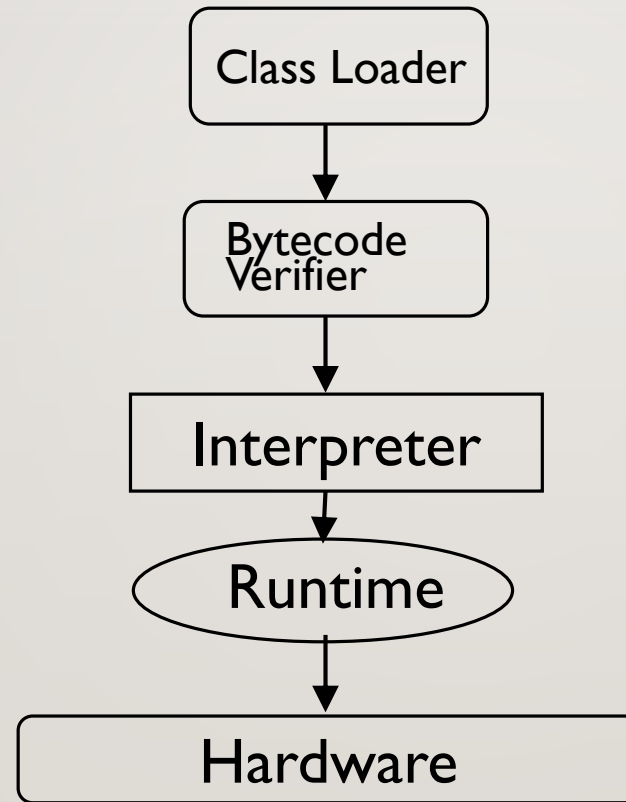 Class Loader
Bytecode
Verifier
Interpreter
Runtime
Hardware